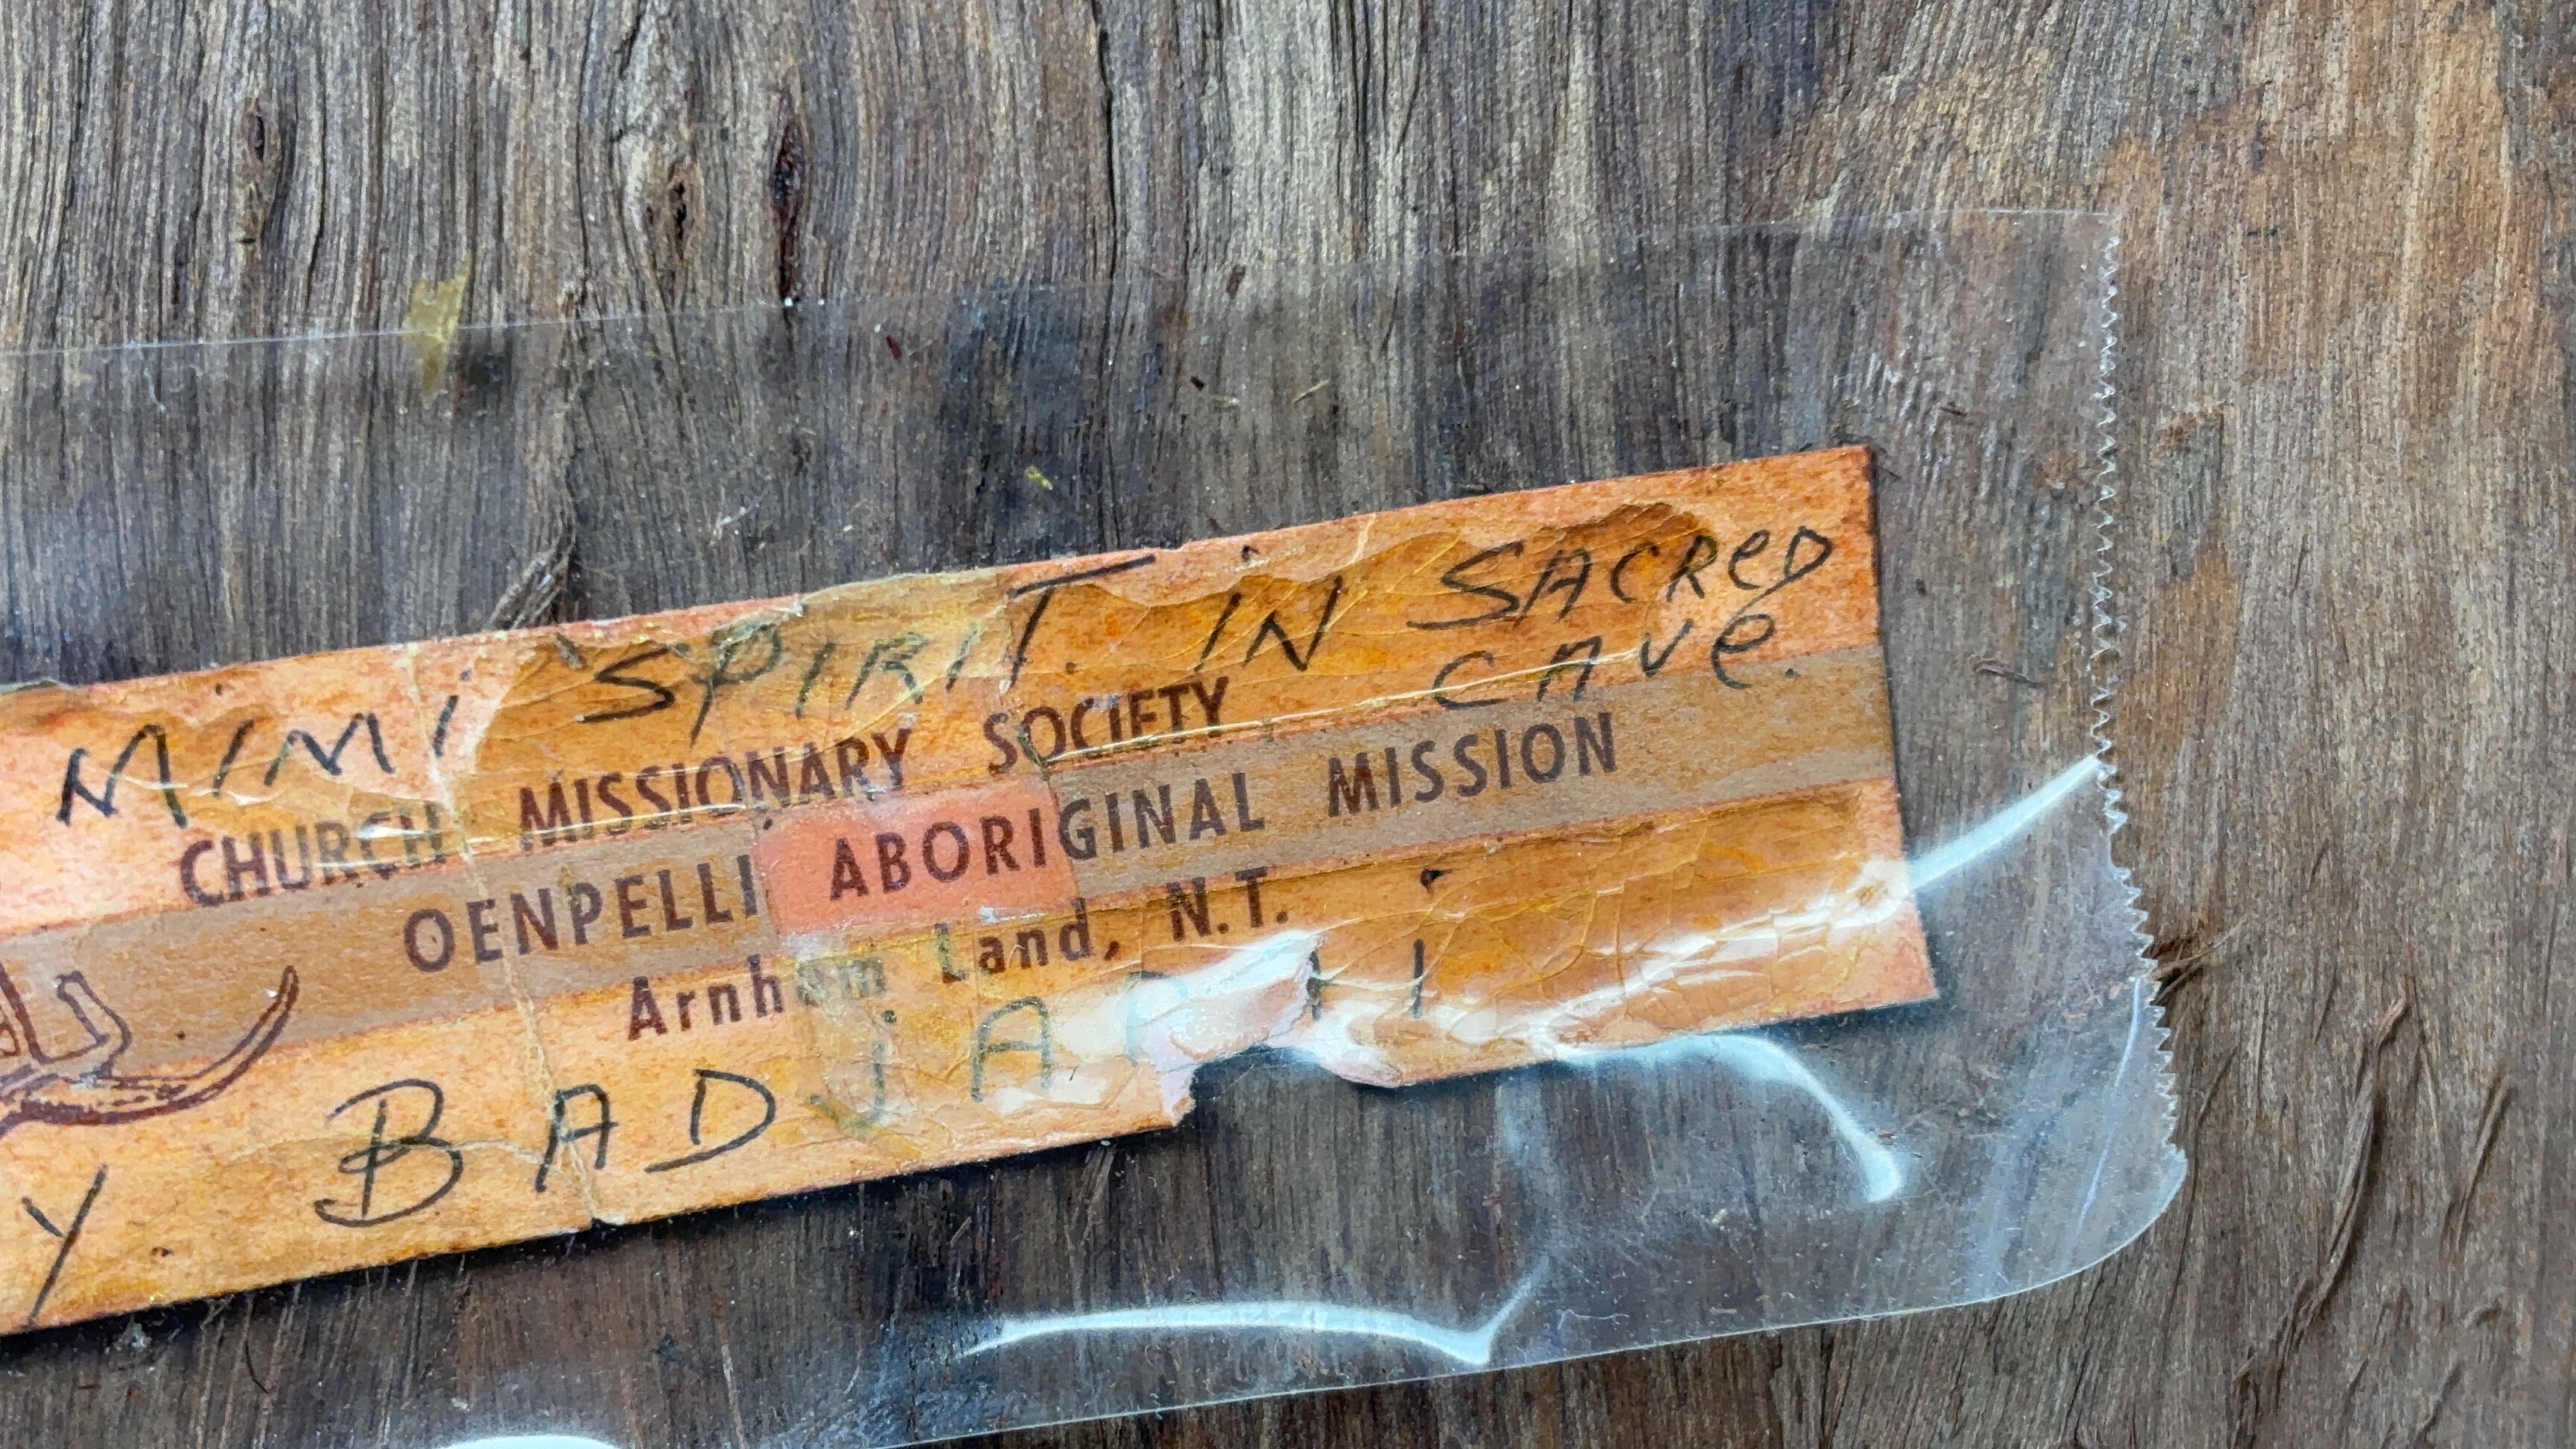 MIMI SPIRIT. IN SACRED
CAVE.
CHURCH MISSIONARY SOCIETY
OENPELLI ABORIGINAL MISSION
Arnhem Land, N.T.
Y BADJA